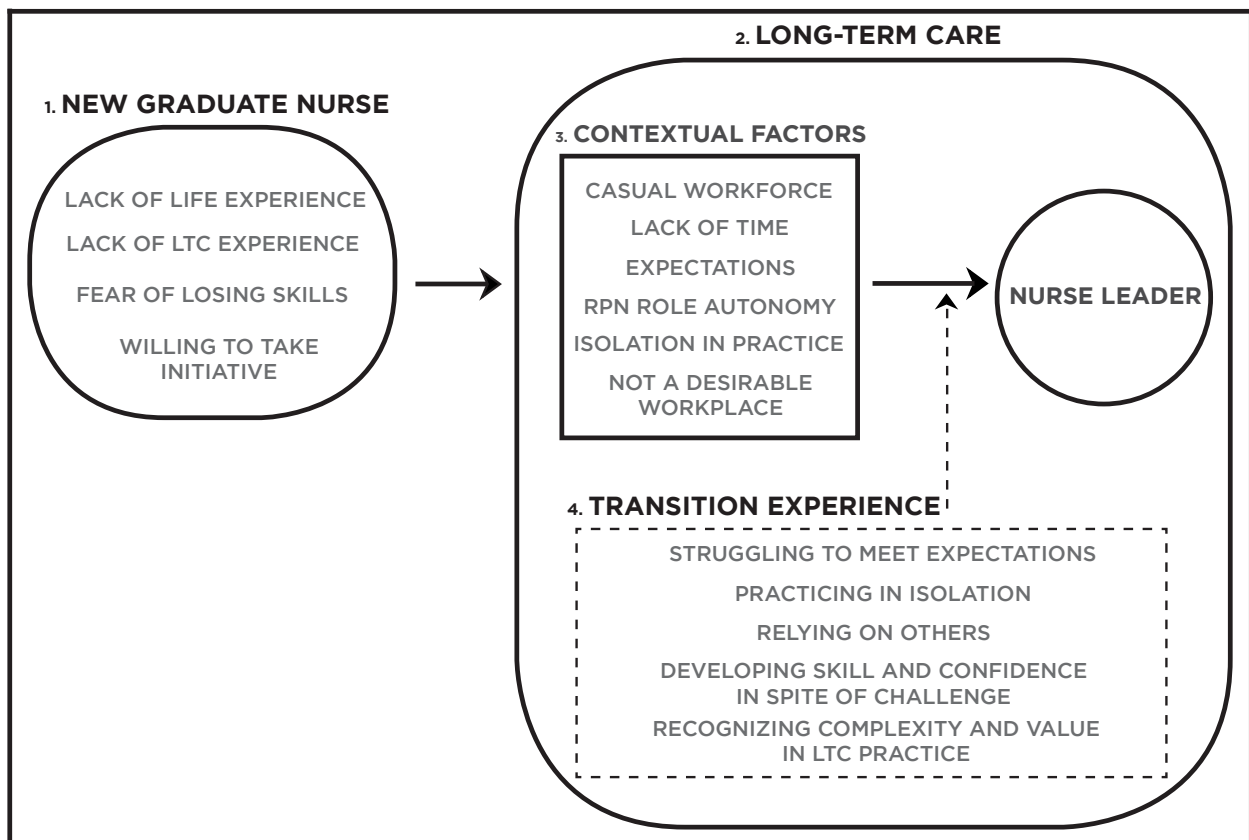 2. LONG-TERM CARE
1. NEW GRADUATE NURSE
LACK OF LIFE EXPERIENCE
LACK OF LTC EXPERIENCE
FEAR OF LOSING SKILLS
WILLING TO TAKE
INITIATIVE
3. CONTEXTUAL FACTORS
CASUAL WORKFORCE
LACK OF TIME
EXPECTATIONS
RPN ROLE AUTONOMY
ISOLATION IN PRACTICE
NOT A DESIRABLE
WORKPLACE
NURSE LEADER
4. TRANSITION EXPERIENCE
STRUGGLING TO MEET EXPECTATIONS
PRACTICING IN ISOLATION
RELYING ON OTHERS
DEVELOPING SKILL AND CONFIDENCE
IN SPITE OF CHALLENGE
RECOGNIZING COMPLEXITY AND VALUE
IN LTC PRACTICE